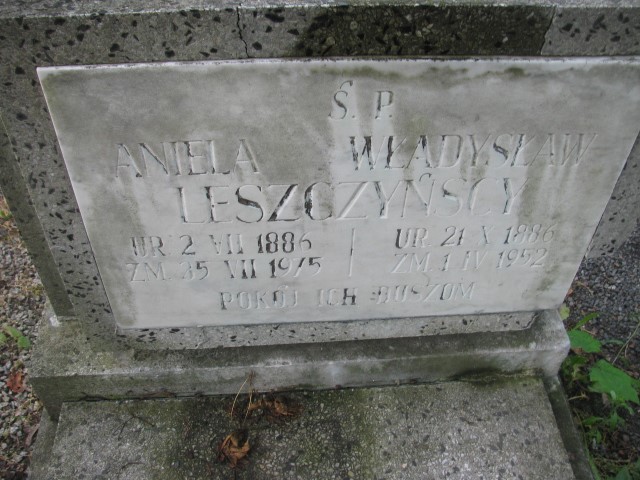 Ś. P.
ANIELA WŁADYSŁAW
LESZCZYŃSCY
UR 2 VII 1886 UR. 21 X 1886
ZM. VII 1975 ZM. 1 IV 1952
POKÓJ ICH DUSZOM